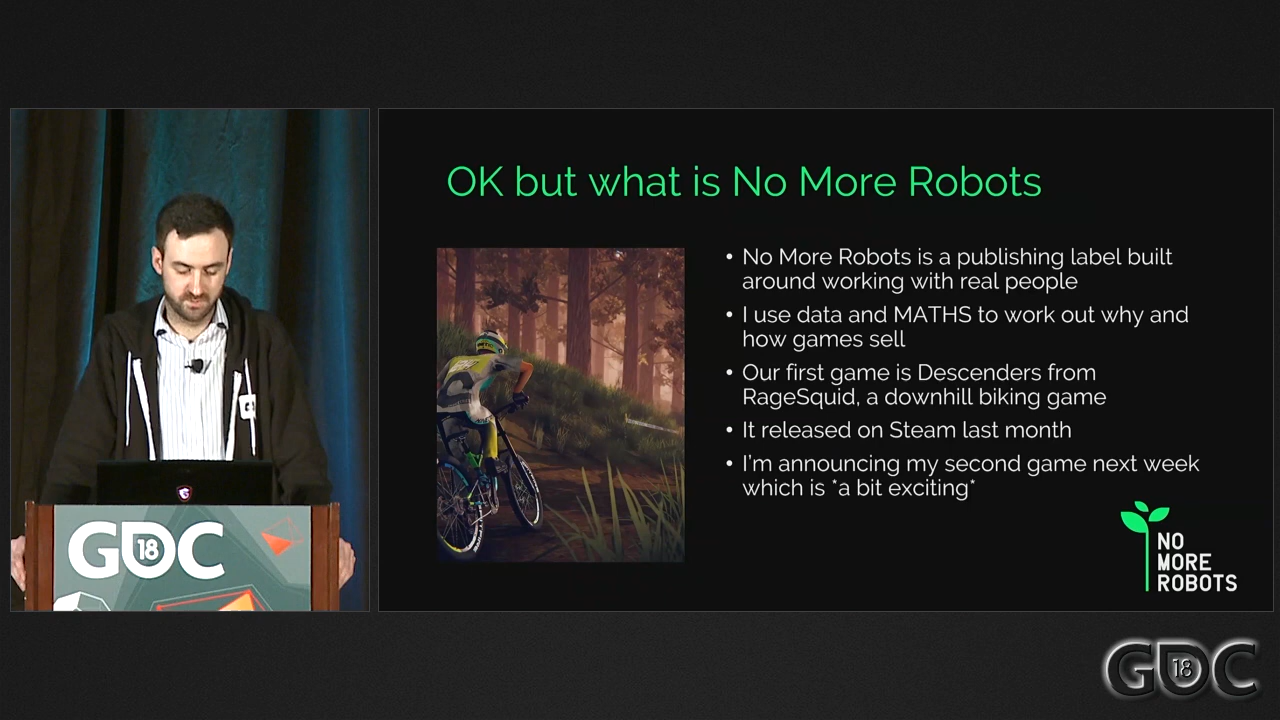 OK but what is No More Robots
• No More Robots is a publishing label built
around working with real people
• I use data and MATHS to work out why and
how games sell
• Our first game is Descenders from
RageSquid, a downhill biking game
• It released on Steam last month
• I'm announcing my second game next week
which is *a bit exciting*
NO
MORE
ROBOTS
GDC
18
GDC
18